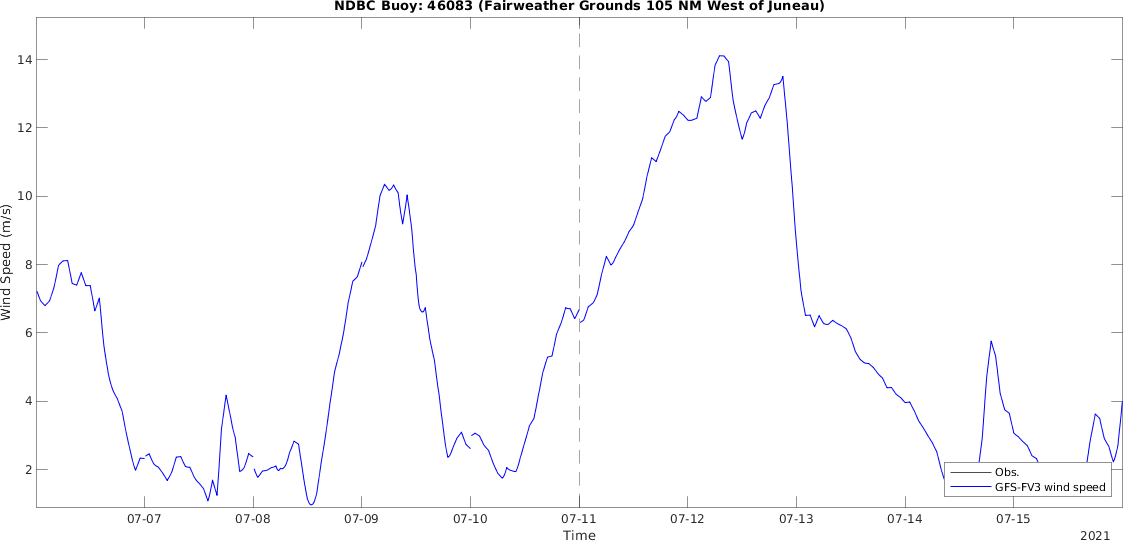 NDBC Buoy: 46083 (Fairweather Grounds 105 NM West of Juneau)
Wind Speed (m/s)
14
12
10
8
6
4
2
Obs.
GFS-FV3 wind speed
07-07 07-08 07-09 07-10 07-11 07-12 07-13 07-14 07-15
Time
2021